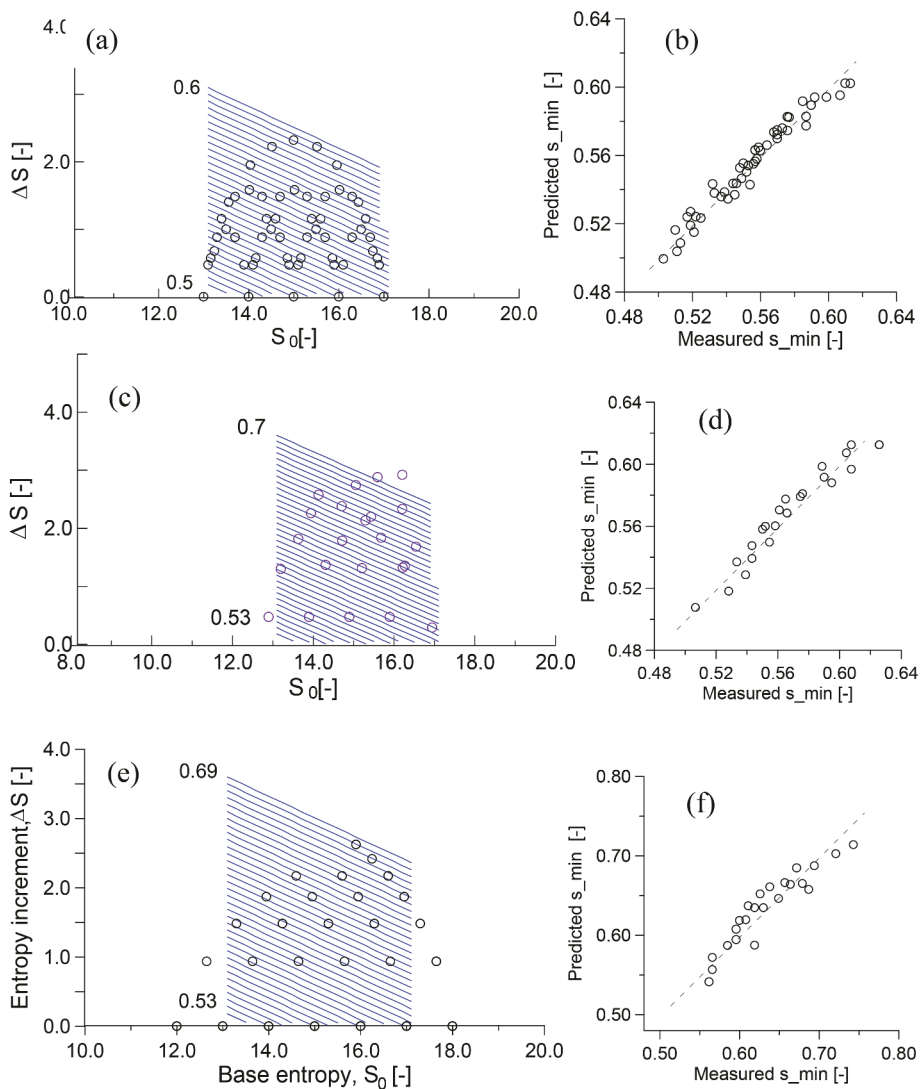 4.0
(a)
0.6
2.0
0.5
0.0
Δ S [-]
10.0 12.0 14.0 16.0 18.0 20.0
S 0[-]
(b)
0.64
0.60
0.56
0.52
0.48
Predicted s_min [-]
0.48 0.52 0.56 0.60 0.64
Measured s_min [-]
(c)
4.0
0.7
2.0
0.53
0.0
Δ S [-]
8.0 10.0 12.0 14.0 16.0 18.0 20.0
S 0[-]
(d)
0.64
0.60
0.56
0.52
0.48
Predicted s_min [-]
0.48 0.52 0.56 0.60 0.64
Measured s_min [-]
(e)
4.0
0.69
3.0
2.0
1.0
0.53
0.0
Entropy increment,ΔS [-]
10.0 12.0 14.0 16.0 18.0 20.0
Base entropy, S0 [-]
(f)
0.80
0.70
0.60
0.50
Predicted s_min [-]
0.50 0.60 0.70 0.80
Measured s_min [-]